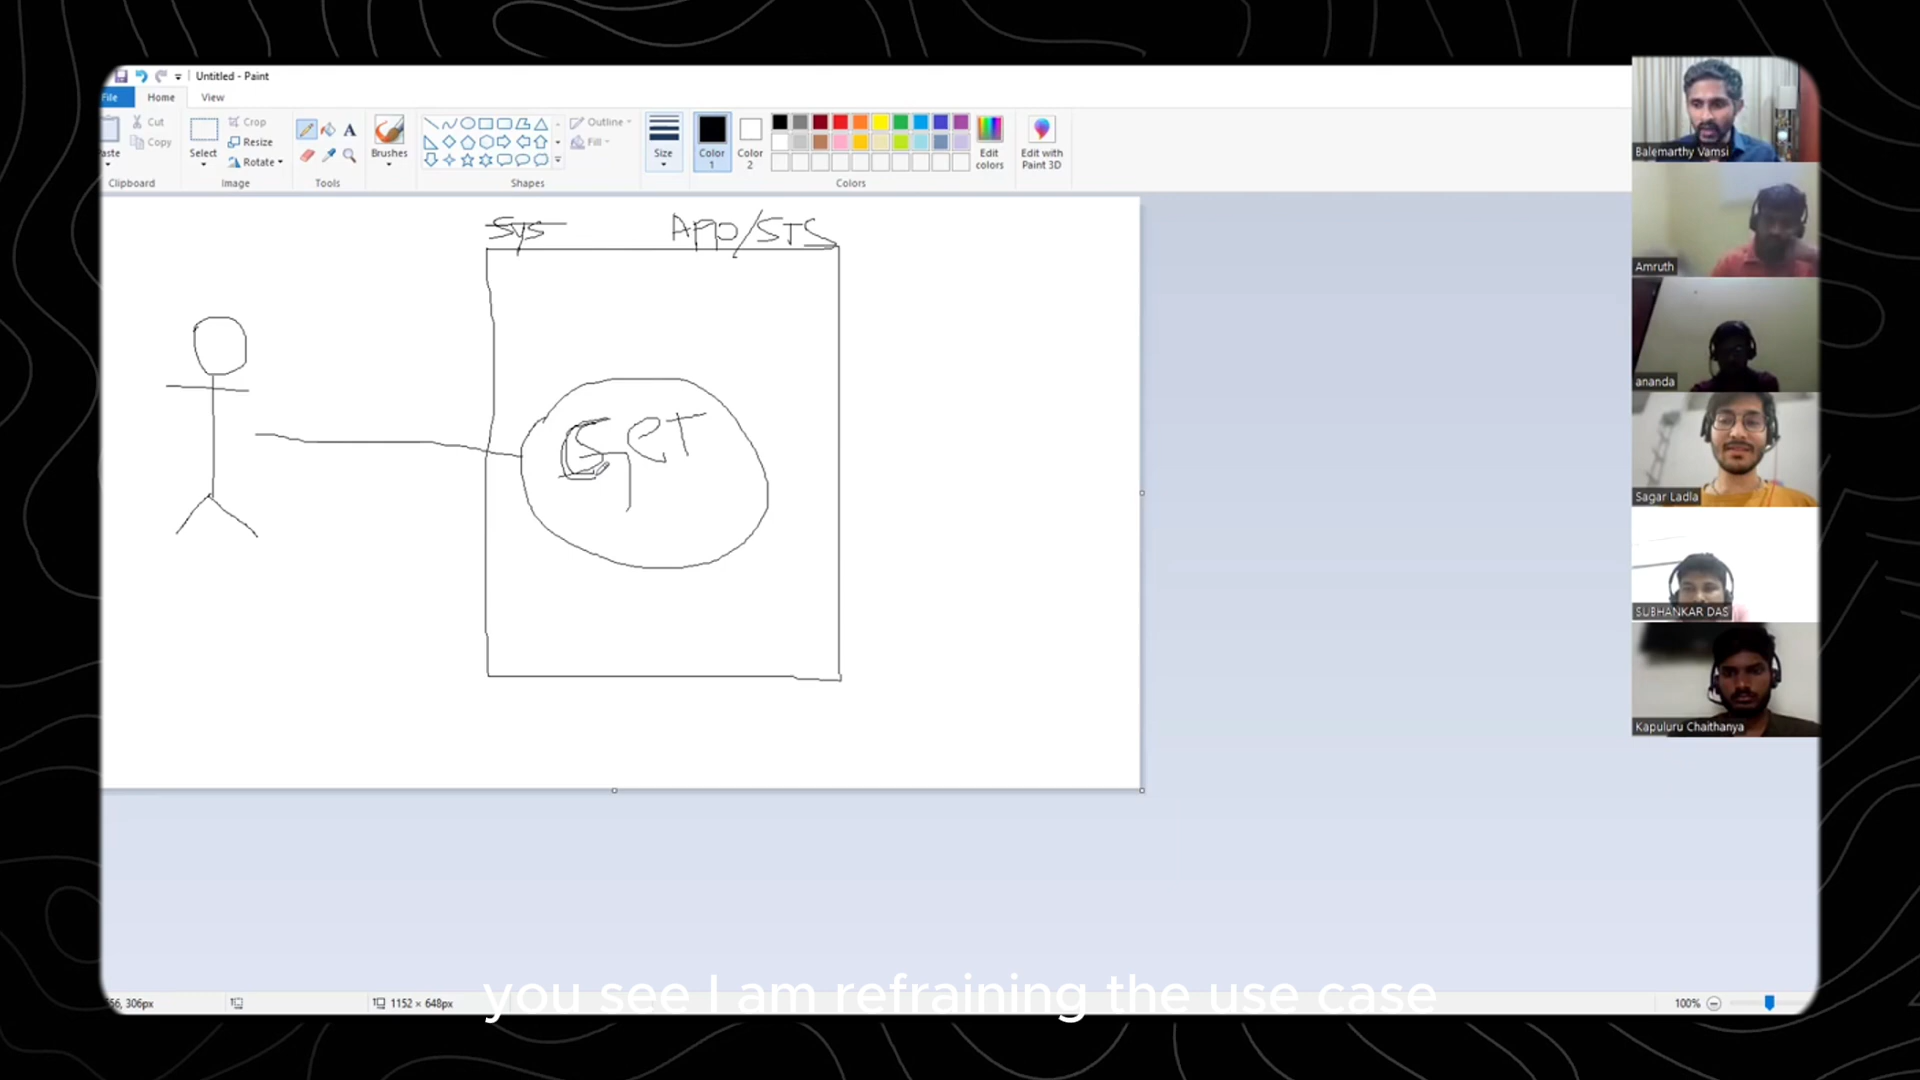 Untitled - Paint
File Home View
Cut
Copy
Clipboard
Select
Crop
Resize
Rotate
Image
A
Tools
Brushes
Outline
Fill
Shapes
Size
Color 1
Color 2
Edit colors
Colors
Edit with Paint 3D
Sys App/STS
Get
Balemarthy Vamsi
Amruth
ananda
Sagar Ladla
SUBHANKAR DAS
Kapuluru Chaithanya
you see I am refraining the use case
306px
1152 × 648px
100%